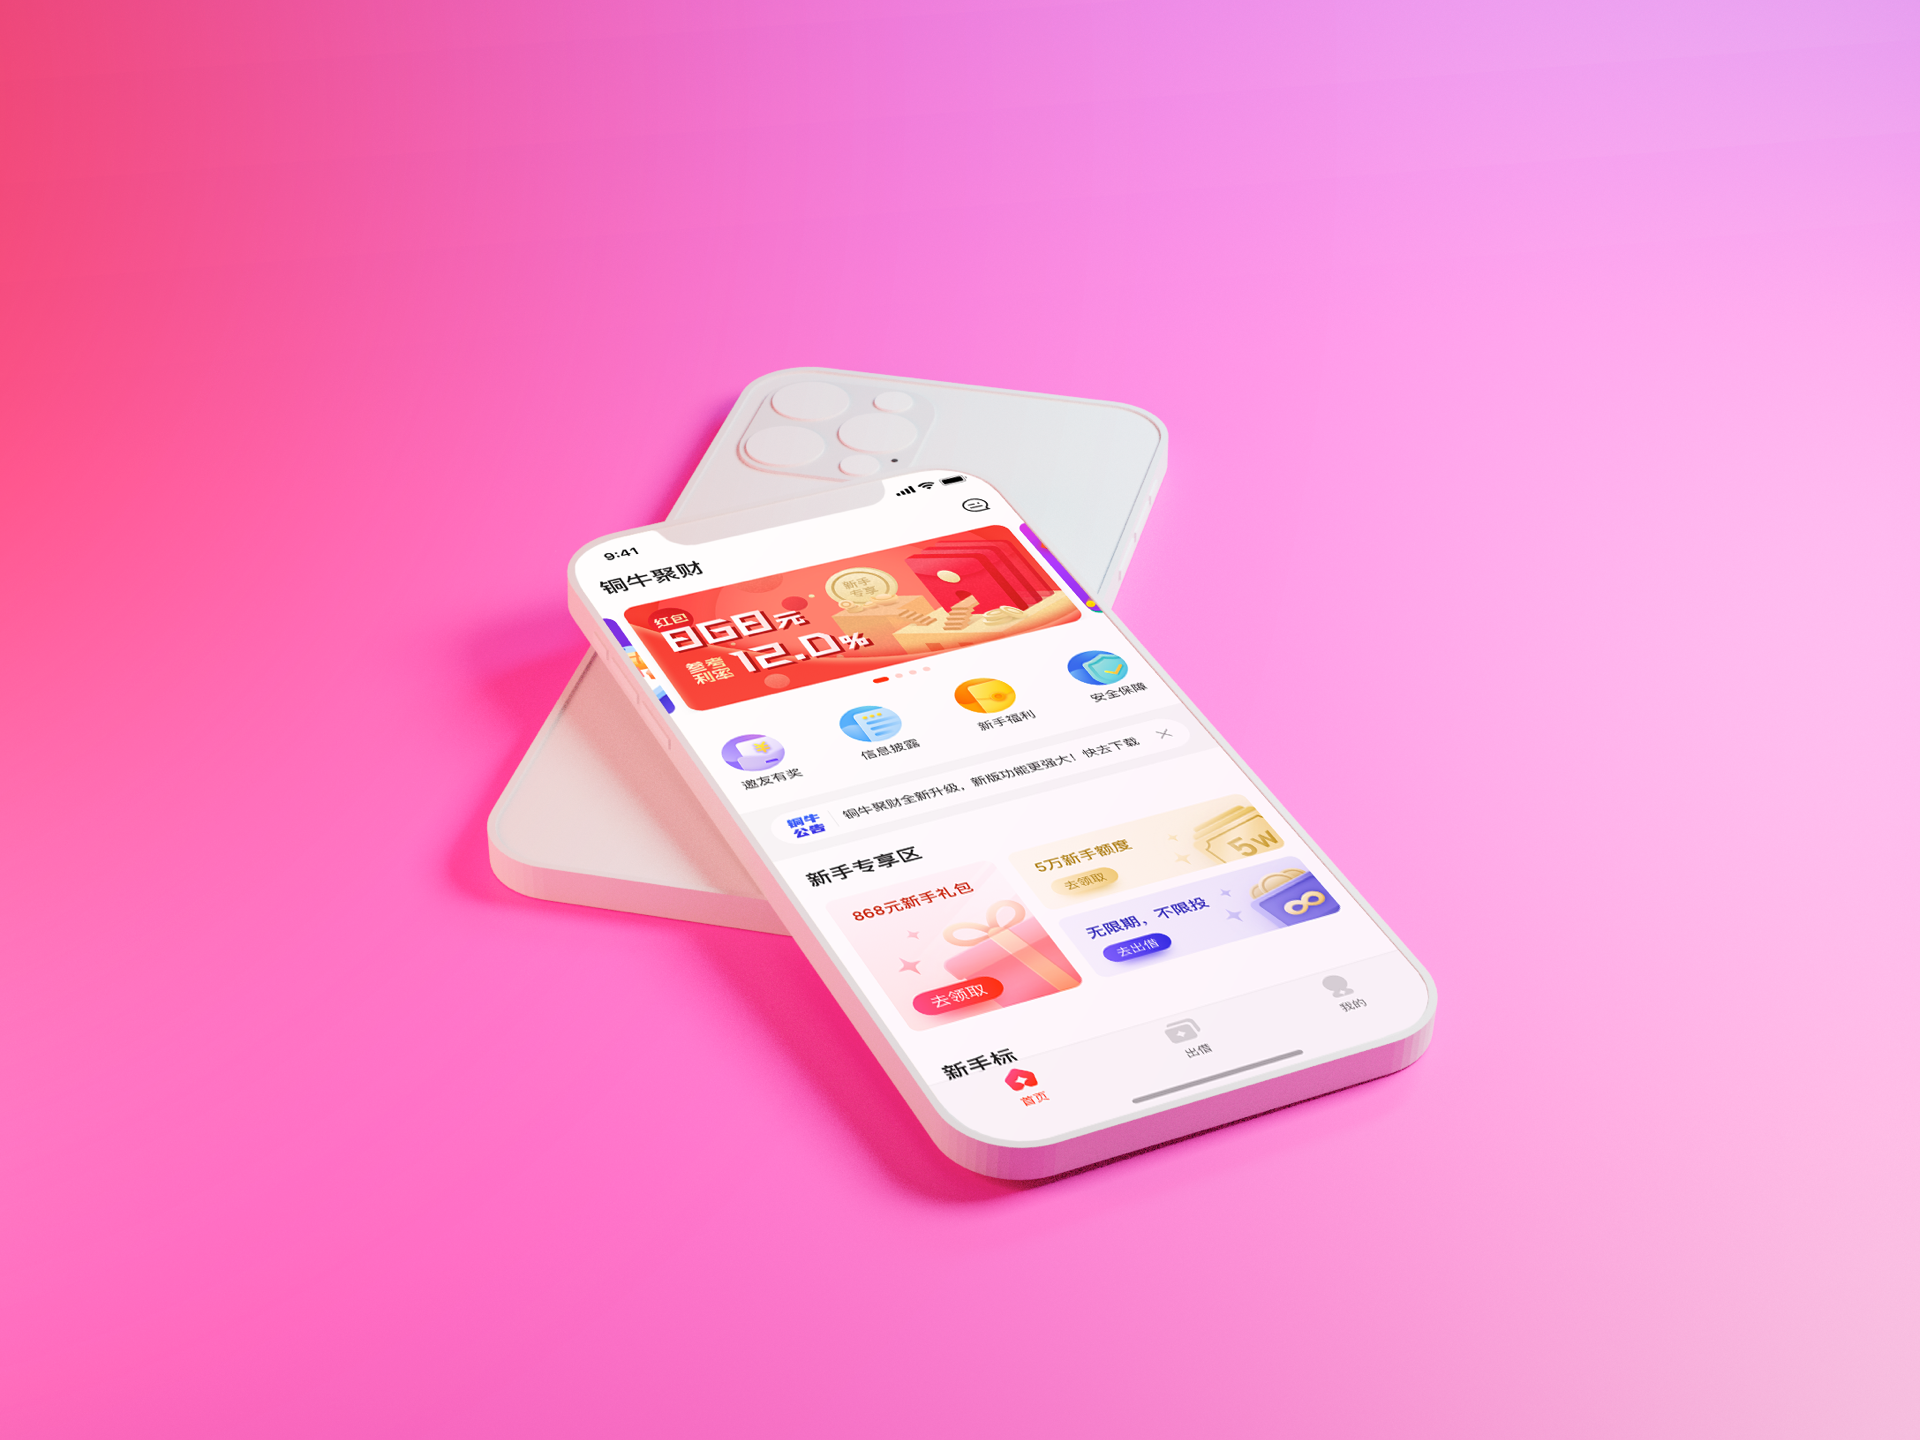 9:41
铜牛聚财
红包
868元
参考利率
12.0%
新手
专享
邀友有奖
信息披露
新手福利
安全保障
铜牛
公告
铜牛聚财全新升级，新版功能更强大！快去下载
新手专享区
868元新手礼包
去领取
5万新手额度
去领取
5W
无限期，不限投
去出借
新手标
首页
出借
我的